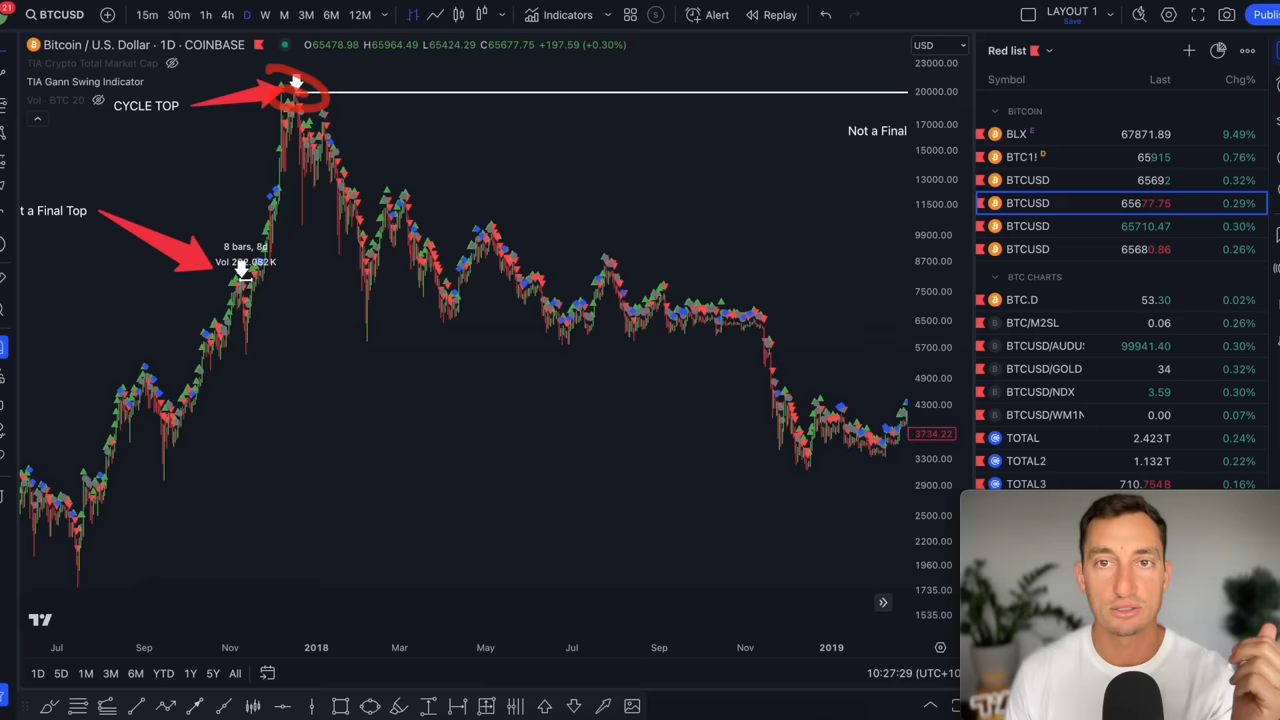 21
BTCUSD
15m 30m 1h 4h D W M 3M 6M 12M
Indicators
Alert
Replay
LAYOUT 1
Save
Publi
Bitcoin / U.S. Dollar · 1D · COINBASE
O65478.98 H65964.49 L65424.29 C65677.75 +197.59 (+0.30%)
TIA Crypto Total Market Cap
TIA Gann Swing Indicator
Vol · BTC 20
CYCLE TOP
t a Final Top
8 bars, 8d
Not a Final
USD
23000.00
20000.00
17000.00
15000.00
13000.00
11500.00
9900.00
8700.00
7500.00
6500.00
5700.00
4900.00
4300.00
3734.22
3300.00
2900.00
2500.00
2200.00
1960.00
1735.00
1535.00
Jul Sep Nov 2018 Mar May Jul Sep Nov 2019
1D 5D 1M 3M 6M YTD 1Y 5Y All
10:27:29 (UTC+10
Red list
Symbol Last Chg%
BITCOIN
BLX E 67871.89 9.49%
BTC1! D 65915 0.76%
BTCUSD 65692 0.32%
BTCUSD 65677.75 0.29%
BTCUSD 65710.47 0.30%
BTCUSD 65680.86 0.26%
BTC CHARTS
BTC.D 53.30 0.02%
BTC/M2SL 0.06 0.26%
BTCUSD/AUDU 99941.40 0.30%
BTCUSD/GOLD 34 0.32%
BTCUSD/NDX 3.59 0.30%
BTCUSD/WM1N 0.00 0.07%
TOTAL 2.423 T 0.24%
TOTAL2 1.132 T 0.22%
TOTAL3 710.754B 0.16%